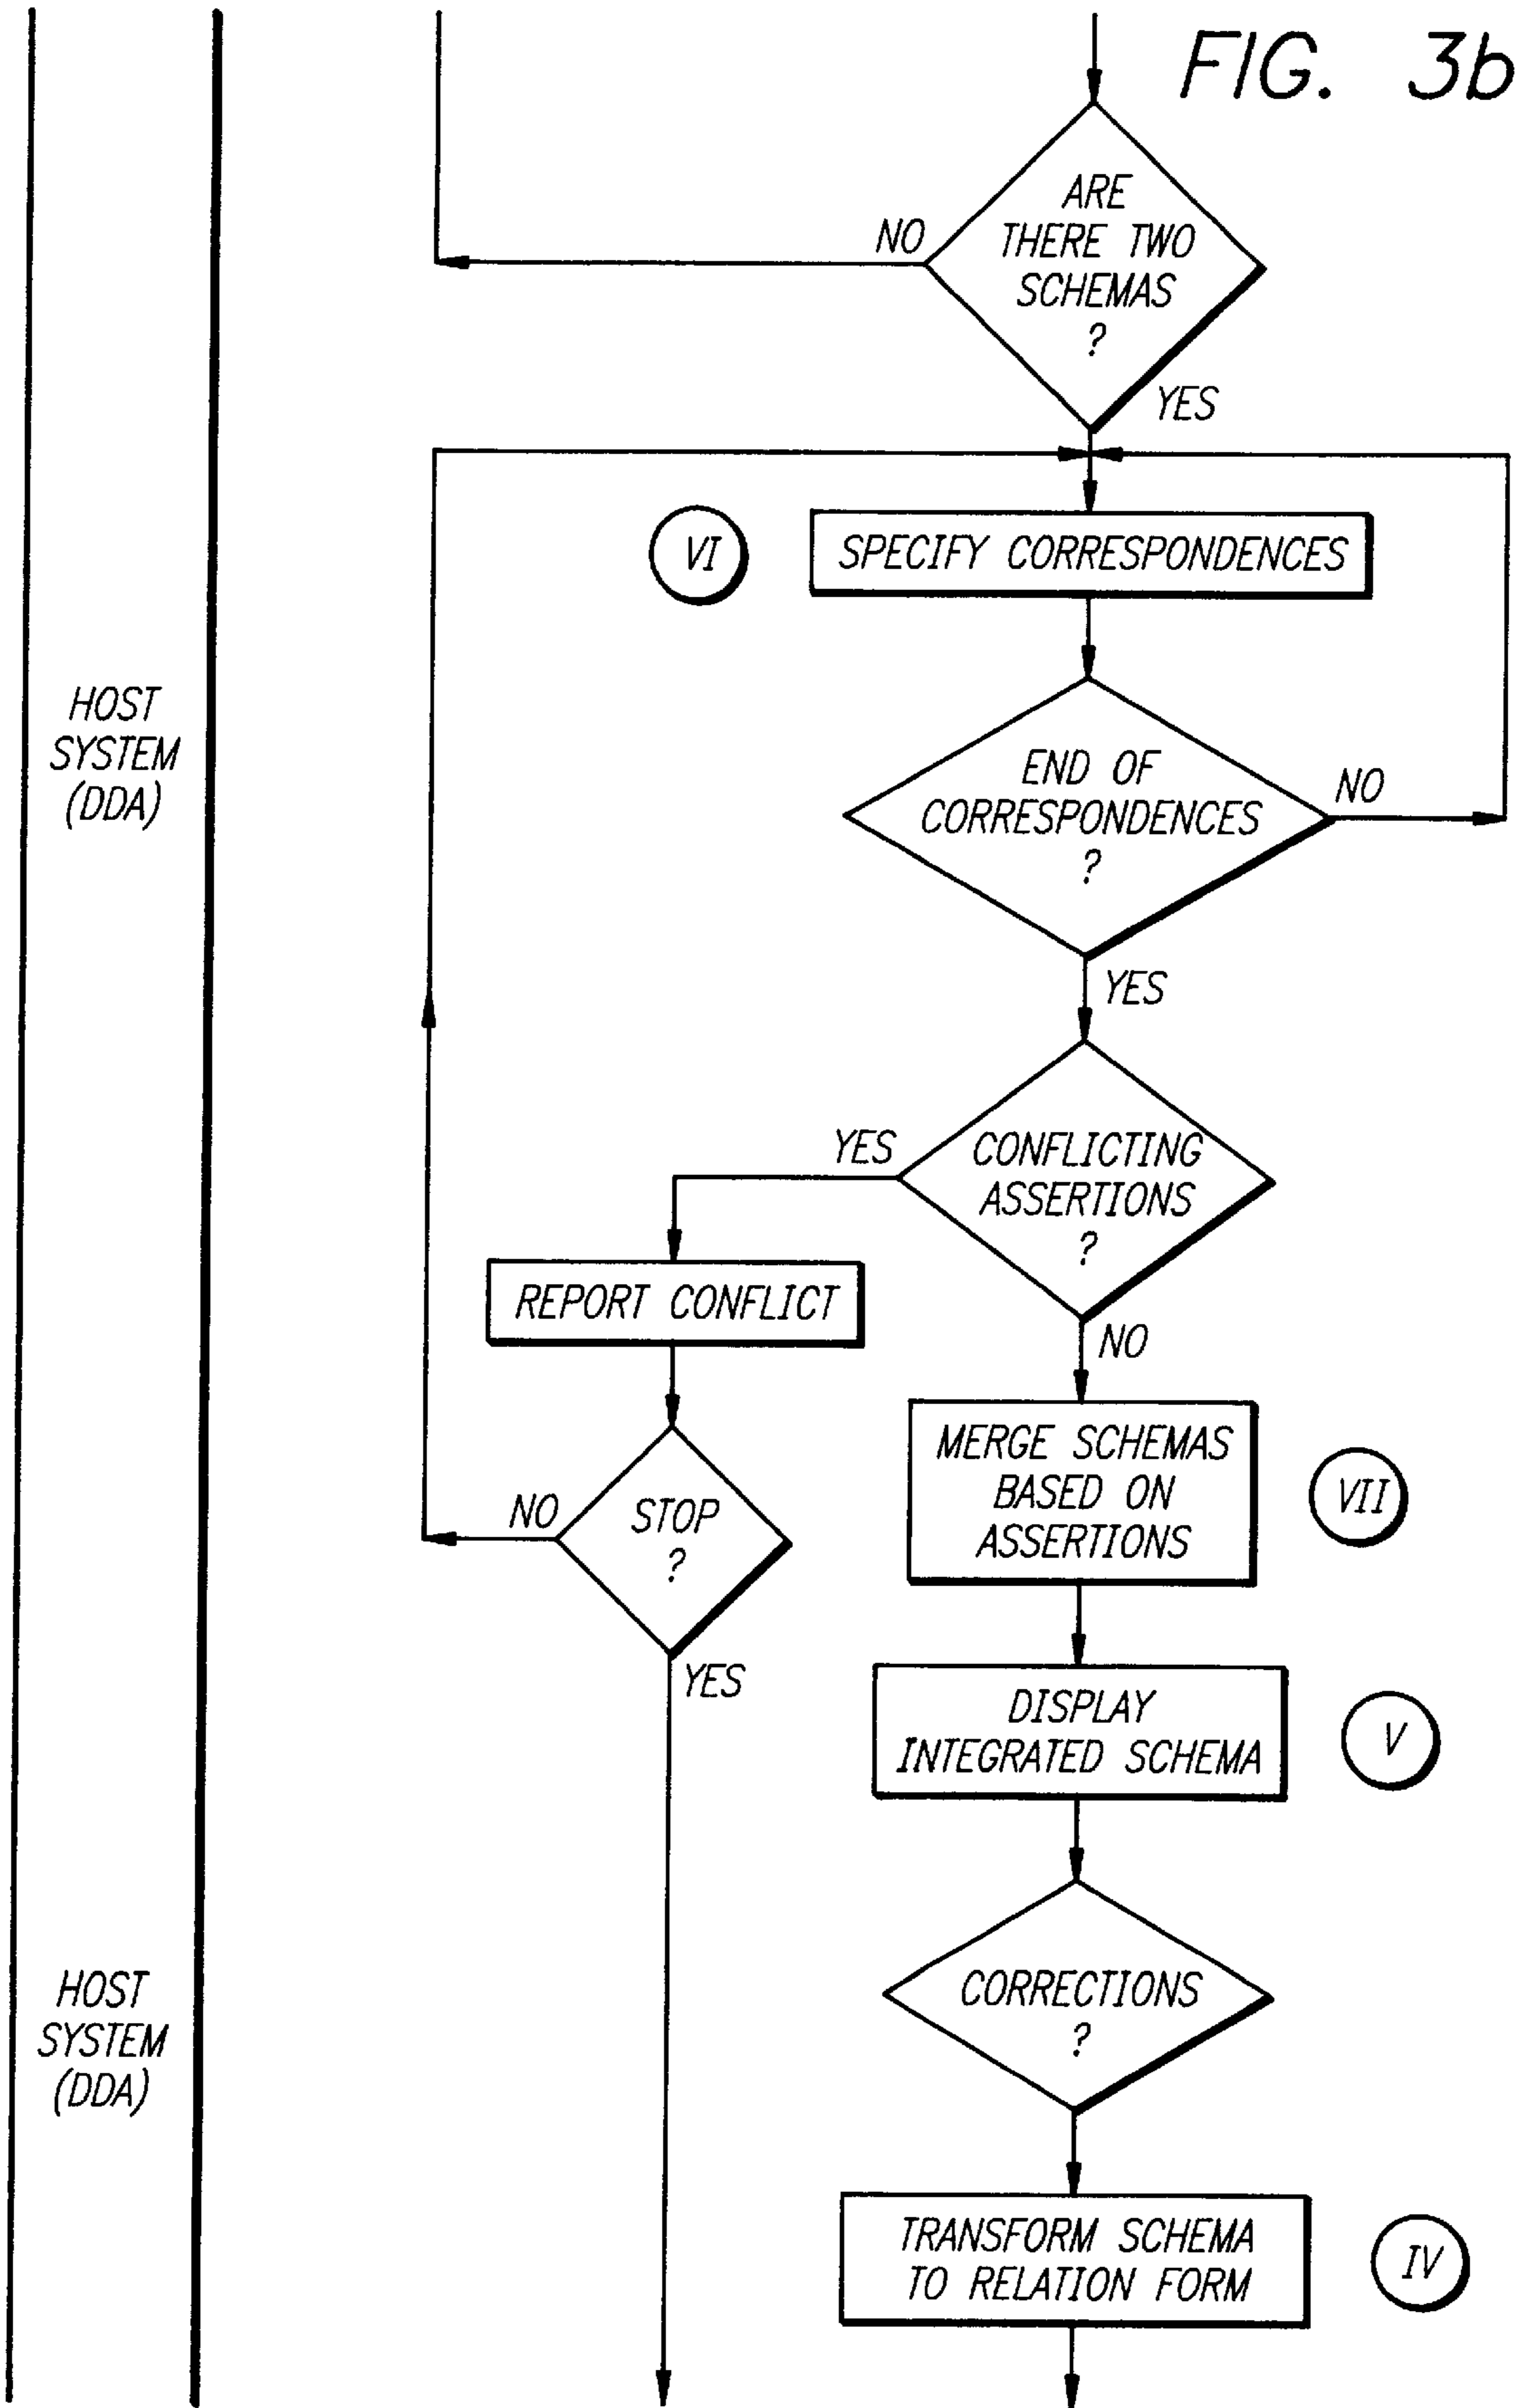 FIG. 3b
ARE
THERE TWO
SCHEMAS
?
NO
YES
VI
SPECIFY CORRESPONDENCES
HOST
SYSTEM
(DDA)
END OF
CORRESPONDENCES
?
NO
YES
CONFLICTING
ASSERTIONS
?
YES
NO
REPORT CONFLICT
MERGE SCHEMAS
BASED ON
ASSERTIONS
VII
STOP
?
NO
YES
DISPLAY
INTEGRATED SCHEMA
V
HOST
SYSTEM
(DDA)
CORRECTIONS
?
TRANSFORM SCHEMA
TO RELATION FORM
IV